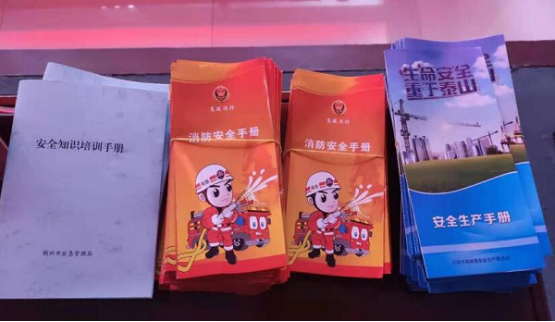 安全知识培训手册
消防安全手册
消防安全手册
生命安全
重于泰山
安全生产手册